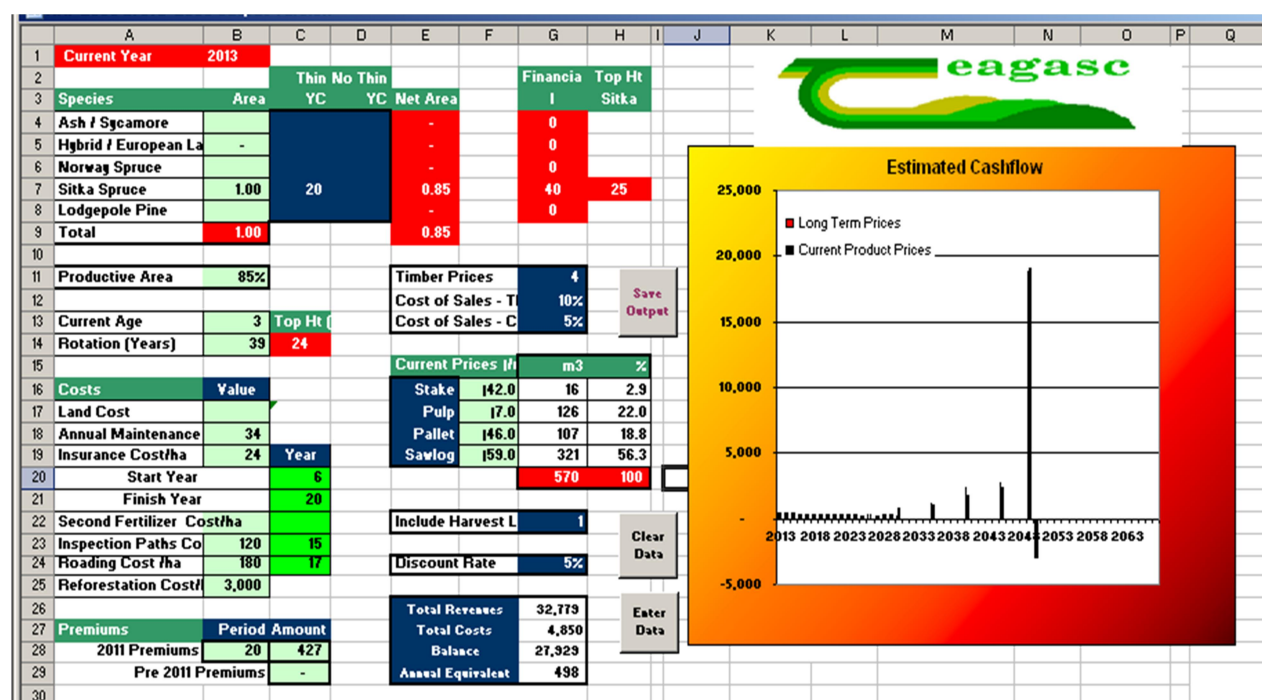 A B C D E F G H I J K L M N O P Q
1 Current Year 2013
2 Thin No Thin Financia Top Ht
3 Species Area YC YC Net Area l Sitka
4 Ash / Sycamore - 0
5 Hybrid / European La - - 0
6 Norway Spruce - 0
7 Sitka Spruce 1.00 20 0.85 40 25
8 Lodgepole Pine - 0
9 Total 1.00 0.85
10
11 Productive Area 85% Timber Prices 4
12 Cost of Sales - T 10%
13 Current Age 3 Top Ht ( Cost of Sales - C 5%
14 Rotation (Years) 39 24
15 Current Prices m3 %
16 Costs Value Stake 42.0 16 2.9
17 Land Cost Pulp 7.0 126 22.0
18 Annual Maintenance 34 Pallet 46.0 107 18.8
19 Insurance Cost/ha 24 Year Sawlog 59.0 321 56.3
20 Start Year 6 570 100
21 Finish Year 20
22 Second Fertilizer Cost/ha Include Harvest L 1
23 Inspection Paths Co 120 15
24 Roading Cost /ha 180 17 Discount Rate 5%
25 Reforestation Cost/ 3,000
26 Total Revenues 32,779
27 Premiums Period Amount Total Costs 4,850
28 2011 Premiums 20 427 Balance 27,929
29 Pre 2011 Premiums - Annual Equivalent 498
30
Save
Output
Clear
Data
Enter
Data
eagasc
Estimated Cashflow
25,000
Long Term Prices
Current Product Prices
20,000
15,000
10,000
5,000
-
2013 2018 2023 2028 2033 2038 2043 2048 2053 2058 2063
-5,000